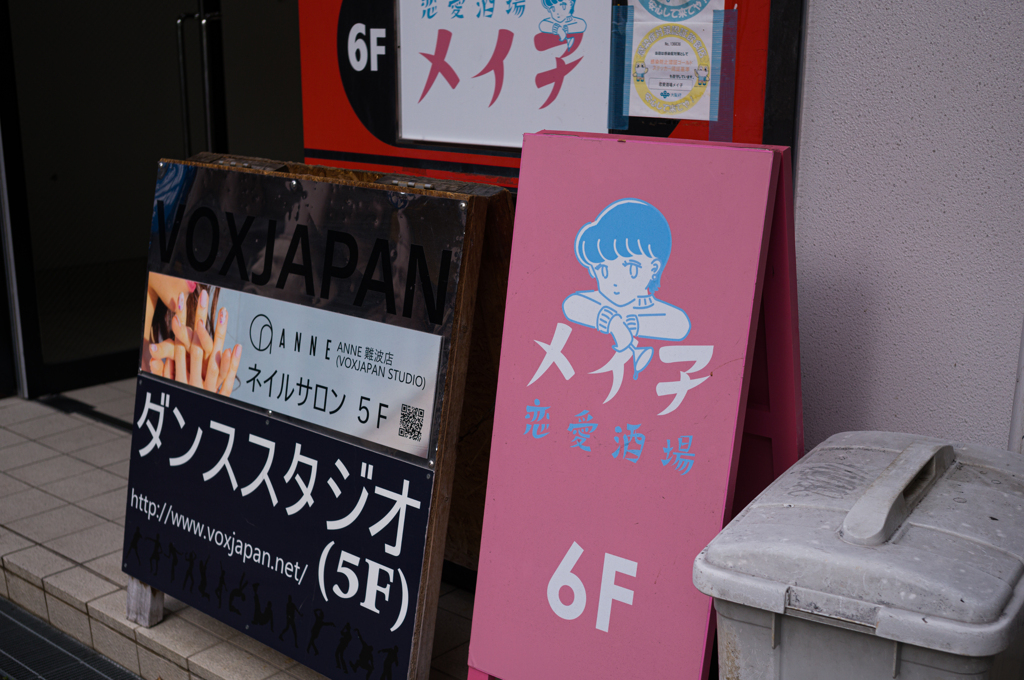 恋愛酒場
6F
メイ子
VOXJAPAN
ANNE
ANNE 難波店
(VOXJAPAN STUDIO)
ネイルサロン 5F
ダンススタジオ
http://www.voxjapan.net/
(5F)
メイ子
恋愛酒場
6F